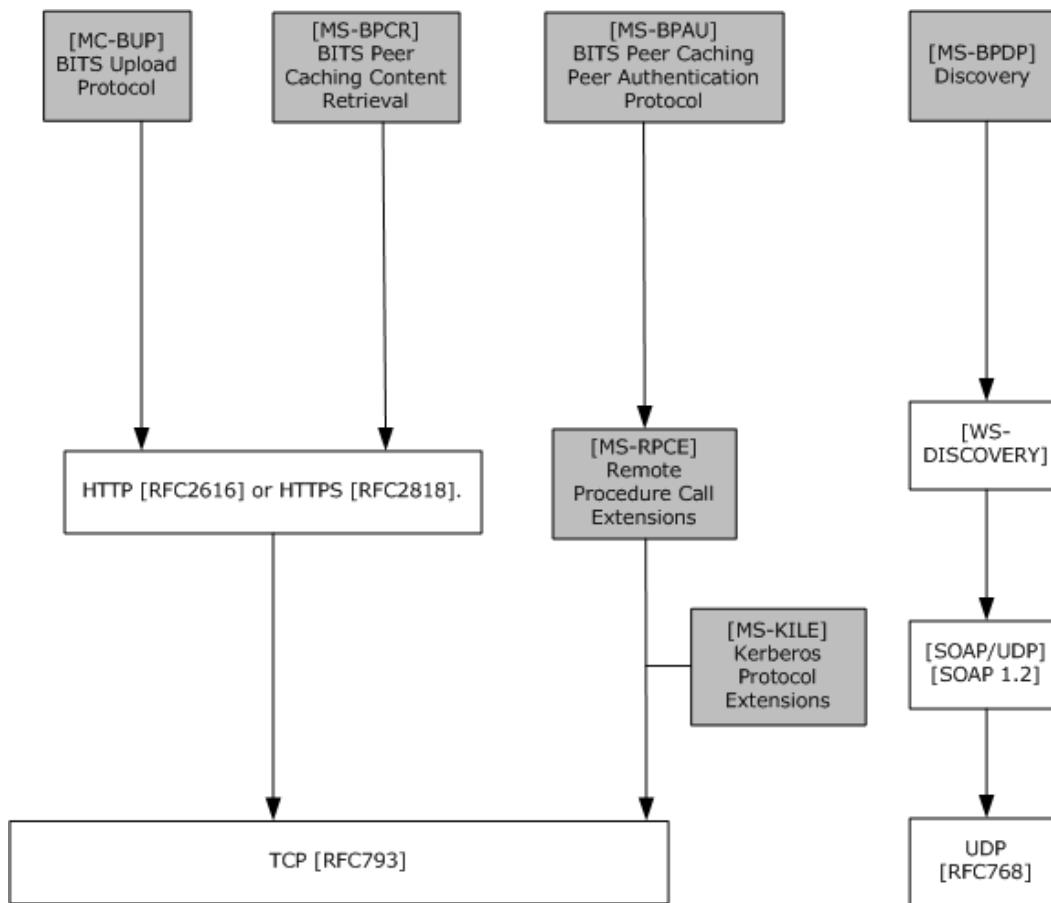 [MC-BUP]
BITS Upload
Protocol
[MS-BPCR]
BITS Peer
Caching Content
Retrieval
[MS-BPAU]
BITS Peer Caching
Peer Authentication
Protocol
[MS-BPDP]
Discovery
HTTP [RFC2616] or HTTPS [RFC2818].
[MS-RPCE]
Remote
Procedure Call
Extensions
[WS-
DISCOVERY]
[MS-KILE]
Kerberos
Protocol
Extensions
[SOAP/UDP]
[SOAP 1.2]
TCP [RFC793]
UDP
[RFC768]